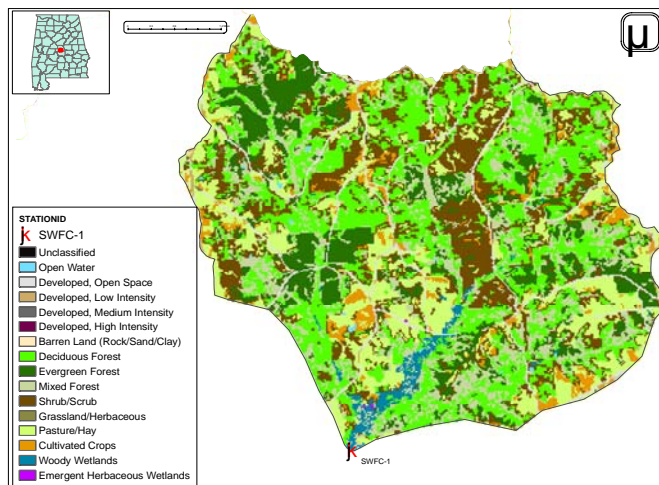 µ
STATIONID
SWFC-1
Unclassified
Open Water
Developed, Open Space
Developed, Low Intensity
Developed, Medium Intensity
Developed, High Intensity
Barren Land (Rock/Sand/Clay)
Deciduous Forest
Evergreen Forest
Mixed Forest
Shrub/Scrub
Grassland/Herbaceous
Pasture/Hay
Cultivated Crops
Woody Wetlands
Emergent Herbaceous Wetlands
SWFC-1